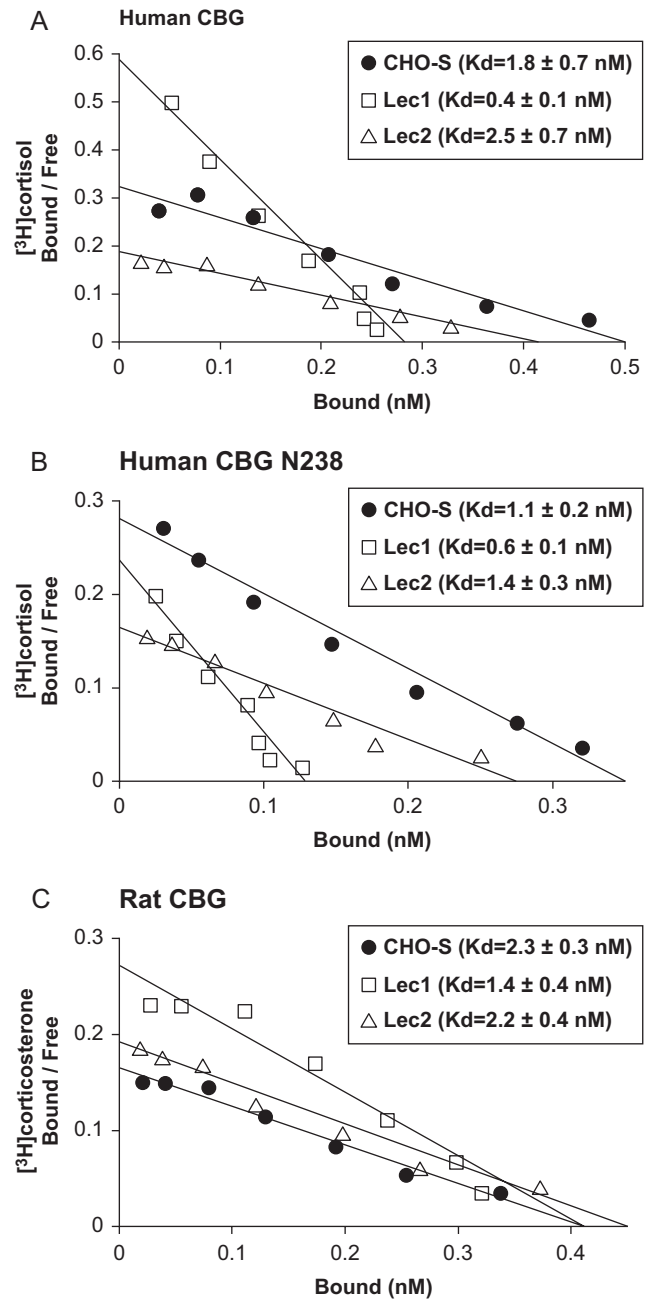 A
Human CBG
● CHO-S (Kd=1.8 ± 0.7 nM)
□ Lec1 (Kd=0.4 ± 0.1 nM)
△ Lec2 (Kd=2.5 ± 0.7 nM)
[³H]cortisol
Bound / Free
0.6
0.5
0.4
0.3
0.2
0.1
0
0 0.1 0.2 0.3 0.4 0.5
Bound (nM)
B
Human CBG N238
● CHO-S (Kd=1.1 ± 0.2 nM)
□ Lec1 (Kd=0.6 ± 0.1 nM)
△ Lec2 (Kd=1.4 ± 0.3 nM)
[³H]cortisol
Bound / Free
0.3
0.2
0.1
0
0 0.1 0.2 0.3
Bound (nM)
C
Rat CBG
● CHO-S (Kd=2.3 ± 0.3 nM)
□ Lec1 (Kd=1.4 ± 0.4 nM)
△ Lec2 (Kd=2.2 ± 0.4 nM)
[³H]corticosterone
Bound / Free
0.3
0.2
0.1
0
0 0.1 0.2 0.3 0.4
Bound (nM)